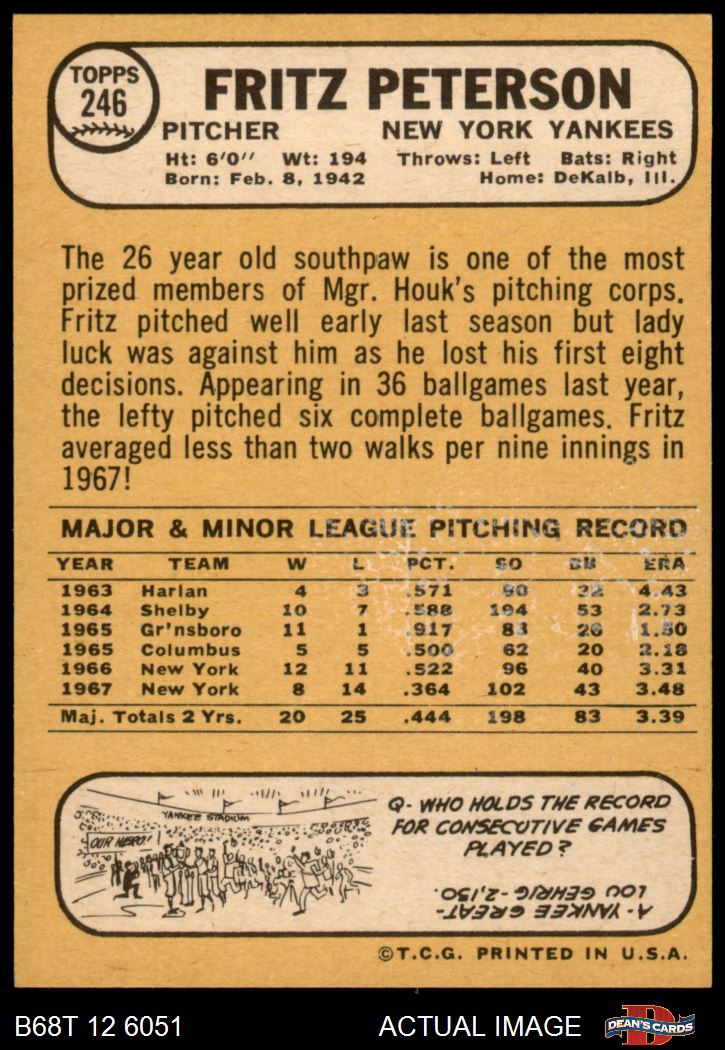 TOPPS
246
FRITZ PETERSON
PITCHER NEW YORK YANKEES
Ht: 6'0'' Wt: 194 Throws: Left Bats: Right
Born: Feb. 8, 1942 Home: DeKalb, Ill.
The 26 year old southpaw is one of the most
prized members of Mgr. Houk's pitching corps.
Fritz pitched well early last season but lady
luck was against him as he lost his first eight
decisions. Appearing in 36 ballgames last year,
the lefty pitched six complete ballgames. Fritz
averaged less than two walks per nine innings in
1967!
MAJOR & MINOR LEAGUE PITCHING RECORD
YEAR TEAM W L PCT. SO BB ERA
1963 Harlan 4 3 .571 90 22 4.43
1964 Shelby 10 7 .588 194 53 2.73
1965 Gr'nsboro 11 1 .917 83 26 1.50
1965 Columbus 5 5 .500 62 20 2.18
1966 New York 12 11 .522 96 40 3.31
1967 New York 8 14 .364 102 43 3.48
Maj. Totals 2 Yrs. 20 25 .444 198 83 3.39
YANKEE STADIUM
OUR HERO!
Q- WHO HOLDS THE RECORD
FOR CONSECUTIVE GAMES
PLAYED?
A- YANKEE GREAT-
LOU GEHRIG - 2,130.
©T.C.G. PRINTED IN U.S.A.
B68T 12 6051 ACTUAL IMAGE
D
DEAN'S CARDS